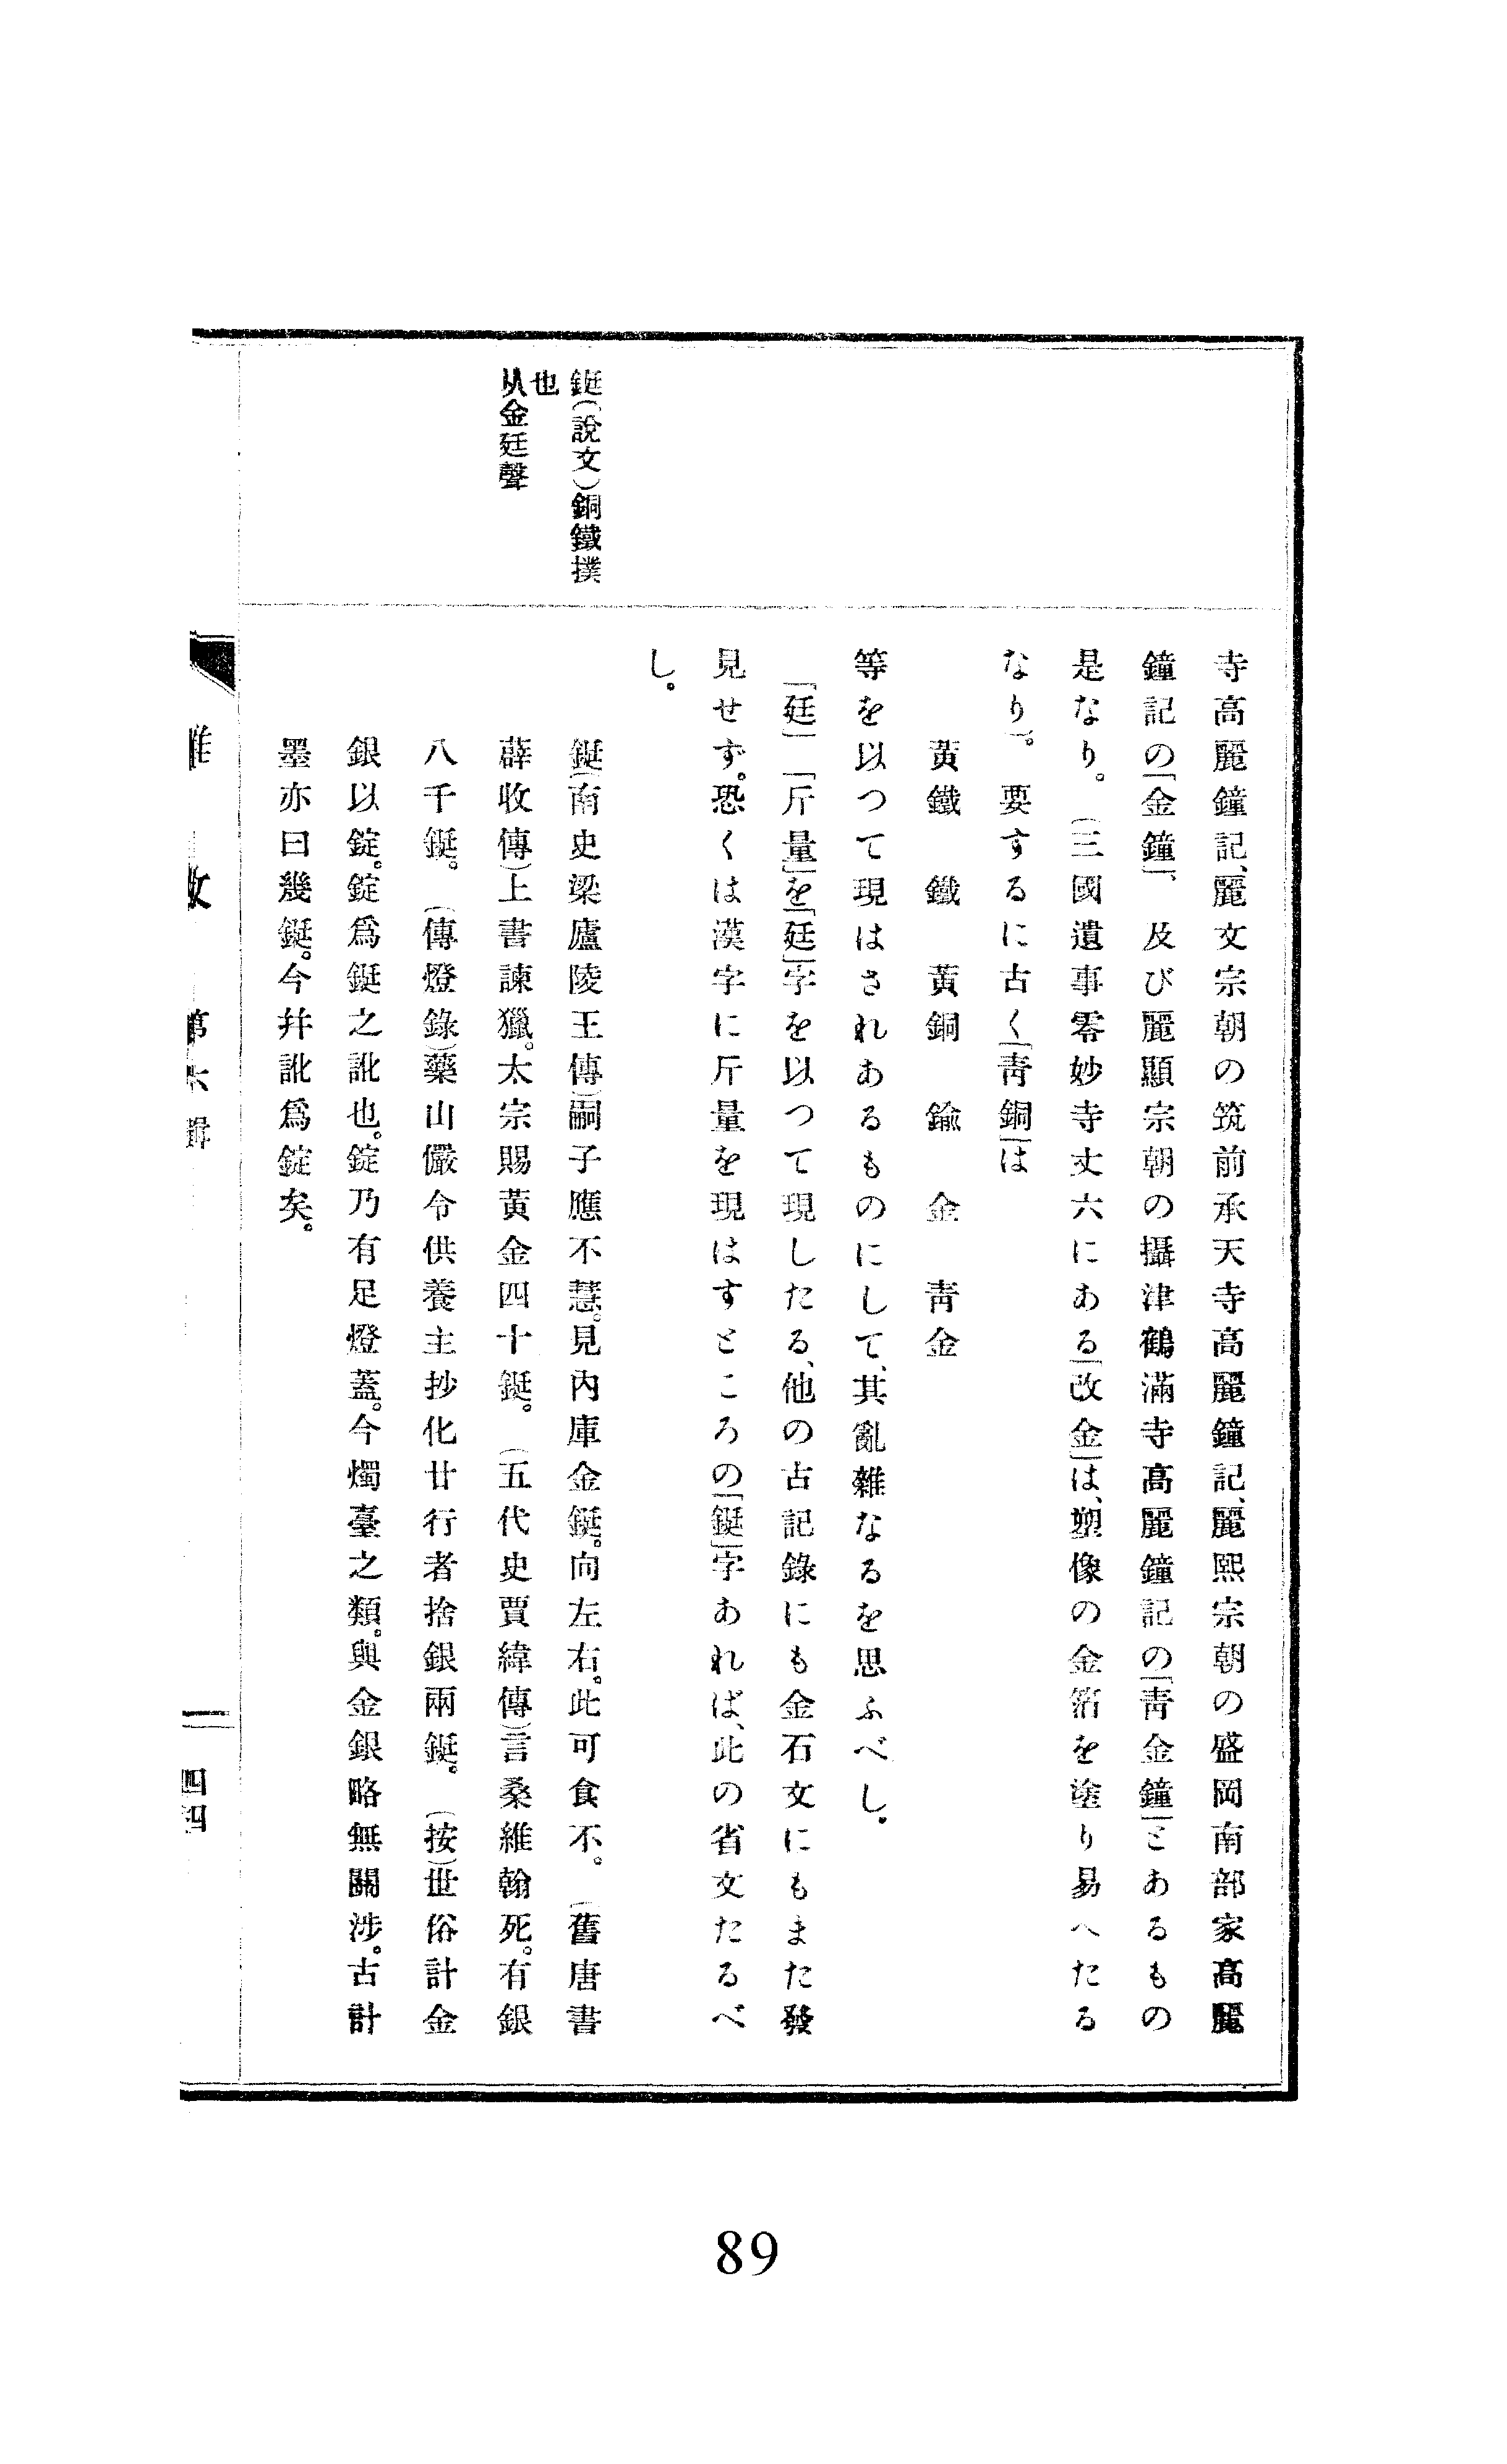 鋌(說文)銅鐵撲
也
从金廷聲
寺高麗鐘記、麗文宗朝の筑前承天寺高麗鐘記、麗熙宗朝の盛岡南部家高麗
鐘記の「金鐘」、及び麗顯宗朝の攝津鶴滿寺高麗鐘記の「靑金鐘」とあるもの
是なり。(三國遺事零妙寺丈六にある「改金」は、塑像の金箔を塗り易へたる
なり)。要するに古く「靑銅」は
黃鐵 鐵 黃銅 鍮 金 靑金
等を以つて現はされあるものにして、其亂雜なるを思ふべし。
「廷」「斤量」を「廷」字を以つて現したる、他の古記錄にも金石文にもまた發
見せず。恐くは漢字に斤量を現はすところの「鋌」字あれば、此の省文たるべ
し。
鋌(南史梁廬陵王傳)嗣子應不慧。見內庫金鋌。向左右。此可食不。(舊唐書
薛收傳)上書諫獵。太宗賜黃金四十鋌。(五代史賈緯傳)言桑維翰死。有銀
八千鋌。(傳燈錄)藥山儼令供養主抄化廿行者捨銀兩鋌。(按)世俗計金
銀以錠。錠爲鋌之訛也。錠乃有足燈蓋。今燭臺之類。與金銀略無關涉。古計
墨亦曰幾鋌。今幷訛爲錠矣。
雜攷 第六輯
一四四
89